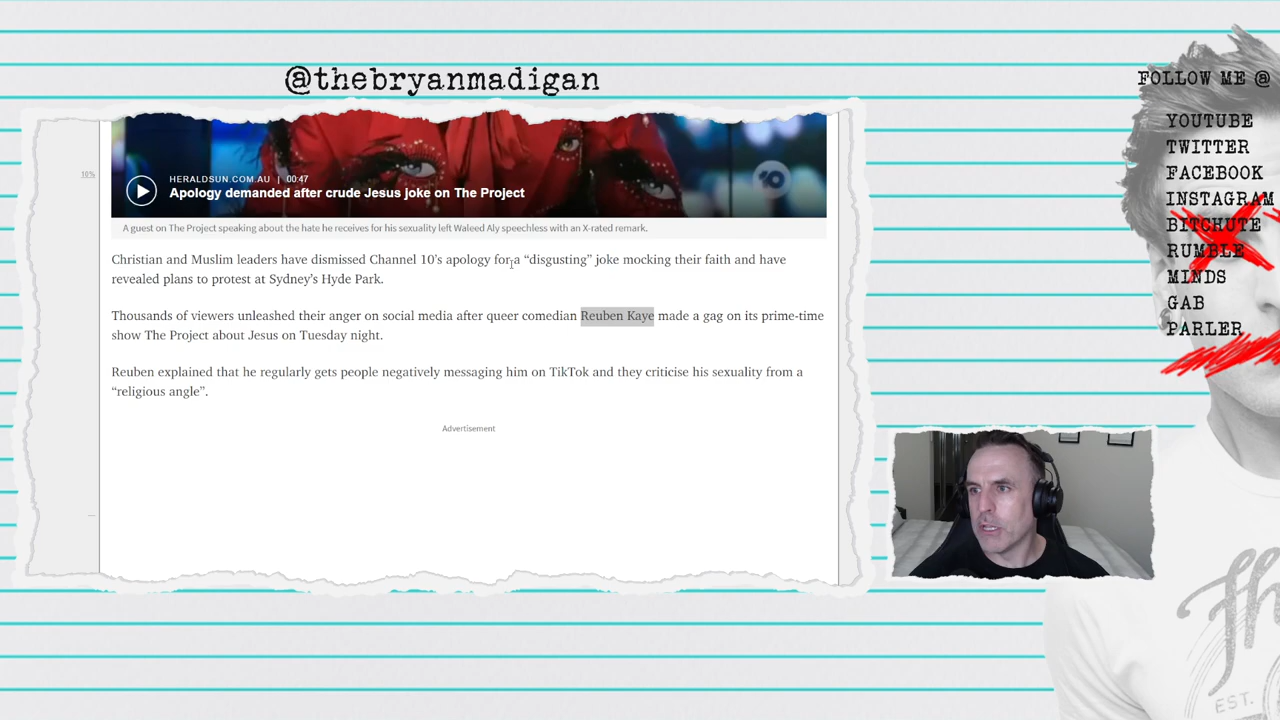 @thebryanmadigan
FOLLOW ME @
YOUTUBE
TWITTER
FACEBOOK
INSTAGRAM
BITCHUTE
RUMBLE
MINDS
GAB
PARLER
10%
10
HERALDSUN.COM.AU | 00:47
Apology demanded after crude Jesus joke on The Project
A guest on The Project speaking about the hate he receives for his sexuality left Waleed Aly speechless with an X-rated remark.
Christian and Muslim leaders have dismissed Channel 10's apology for a “disgusting” joke mocking their faith and have
revealed plans to protest at Sydney's Hyde Park.
Thousands of viewers unleashed their anger on social media after queer comedian Reuben Kaye made a gag on its prime-time
show The Project about Jesus on Tuesday night.
Reuben explained that he regularly gets people negatively messaging him on TikTok and they criticise his sexuality from a
“religious angle”.
Advertisement
EST.